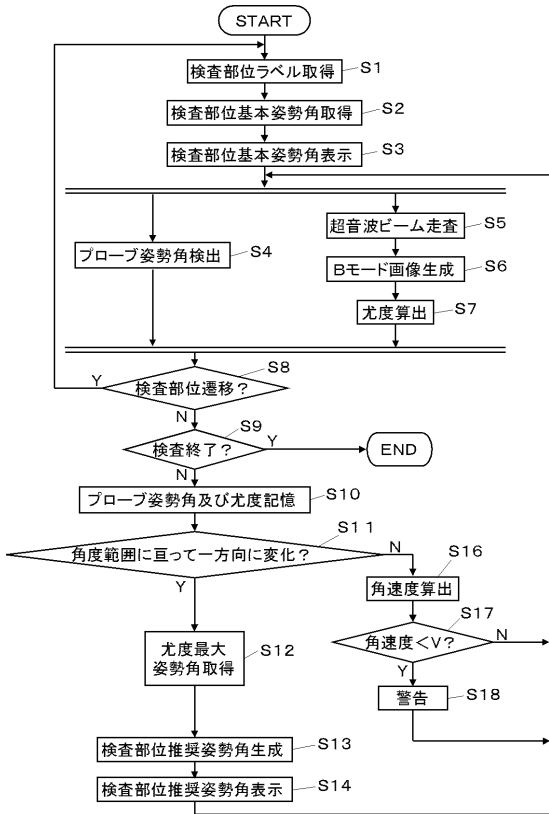 START
検査部位ラベル取得 S1
検査部位基本姿勢角取得 S2
検査部位基本姿勢角表示 S3
プローブ姿勢角検出 S4
超音波ビーム走査 S5
Bモード画像生成 S6
尤度算出 S7
検査部位遷移？ S8
Y
N
検査終了？ S9
Y
END
N
プローブ姿勢角及び尤度記憶 S10
角度範囲に亘って一方向に変化？ S11
N
Y
角速度算出 S16
角速度＜V？ S17
N
Y
警告 S18
尤度最大
姿勢角取得 S12
検査部位推奨姿勢角生成 S13
検査部位推奨姿勢角表示 S14